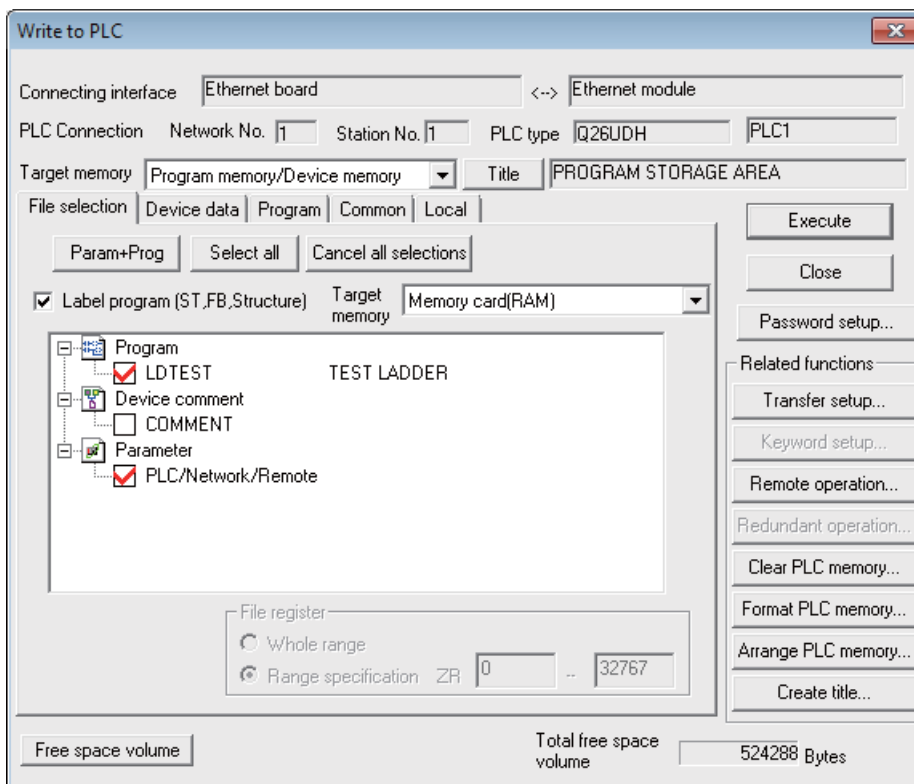 Write to PLC
Connecting interface Ethernet board <--> Ethernet module
PLC Connection Network No. 1 Station No. 1 PLC type Q26UDH PLC1
Target memory Program memory/Device memory Title PROGRAM STORAGE AREA
File selection Device data Program Common Local
Execute
Param+Prog Select all Cancel all selections
Close
Label program (ST,FB,Structure) Target memory Memory card(RAM)
Password setup...
Program
LDTEST TEST LADDER
Device comment
COMMENT
Parameter
PLC/Network/Remote
Related functions
Transfer setup...
Keyword setup...
Remote operation...
Redundant operation...
Clear PLC memory...
Format PLC memory...
Arrange PLC memory...
Create title...
File register
Whole range
Range specification ZR 0 -- 32767
Free space volume
Total free space volume 524288 Bytes